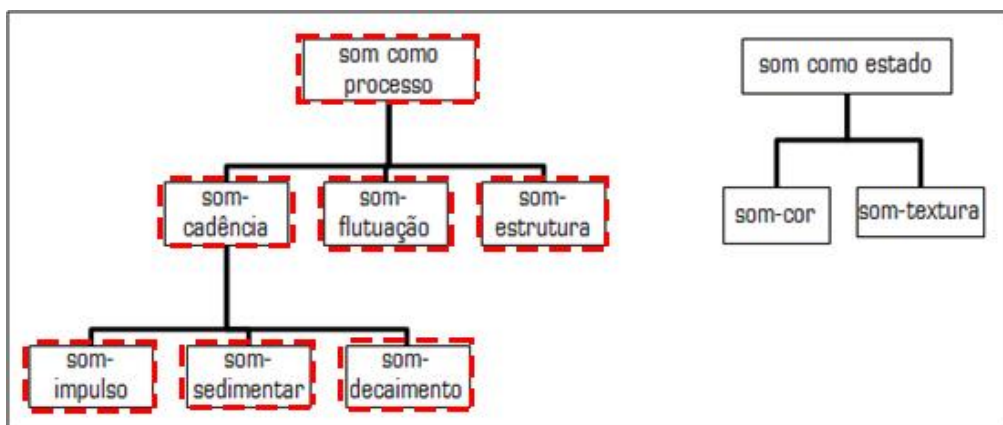 som como
processo
som como estado
som-
cadência
som-
flutuação
som-
estrutura
som-cor
som-textura
som-
impulso
som-
sedimentar
som-
decaimento